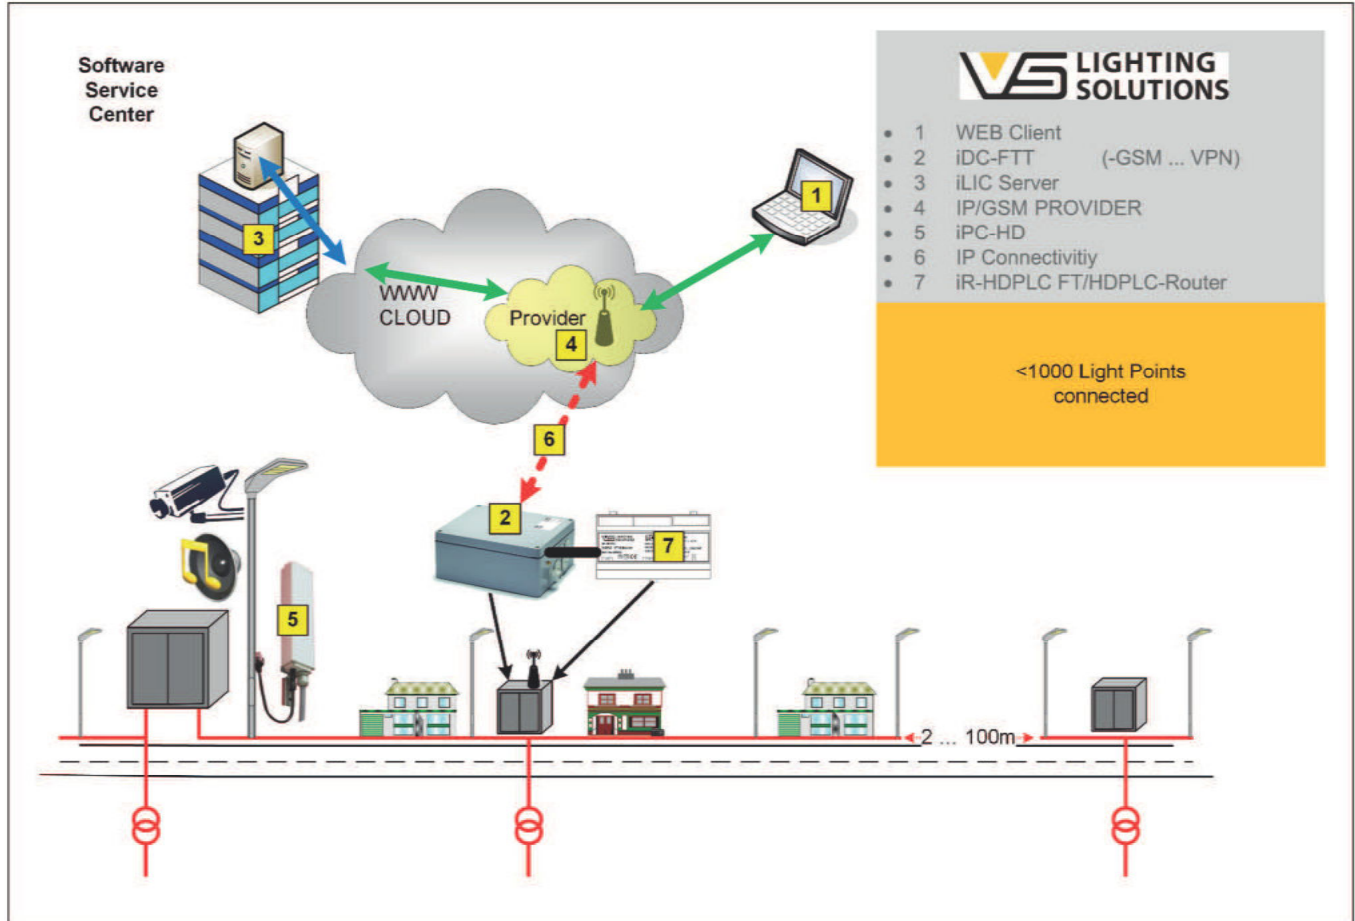 Software
Service
Center
VS LIGHTING
SOLUTIONS
• 1 WEB Client
• 2 iDC-FTT (-GSM ... VPN)
• 3 iLIC Server
• 4 IP/GSM PROVIDER
• 5 iPC-HD
• 6 IP Connectivitiy
• 7 iR-HDPLC FT/HDPLC-Router
<1000 Light Points
connected
1
3
WWW
CLOUD
Provider
4
6
2
7
5
2 ... 100m